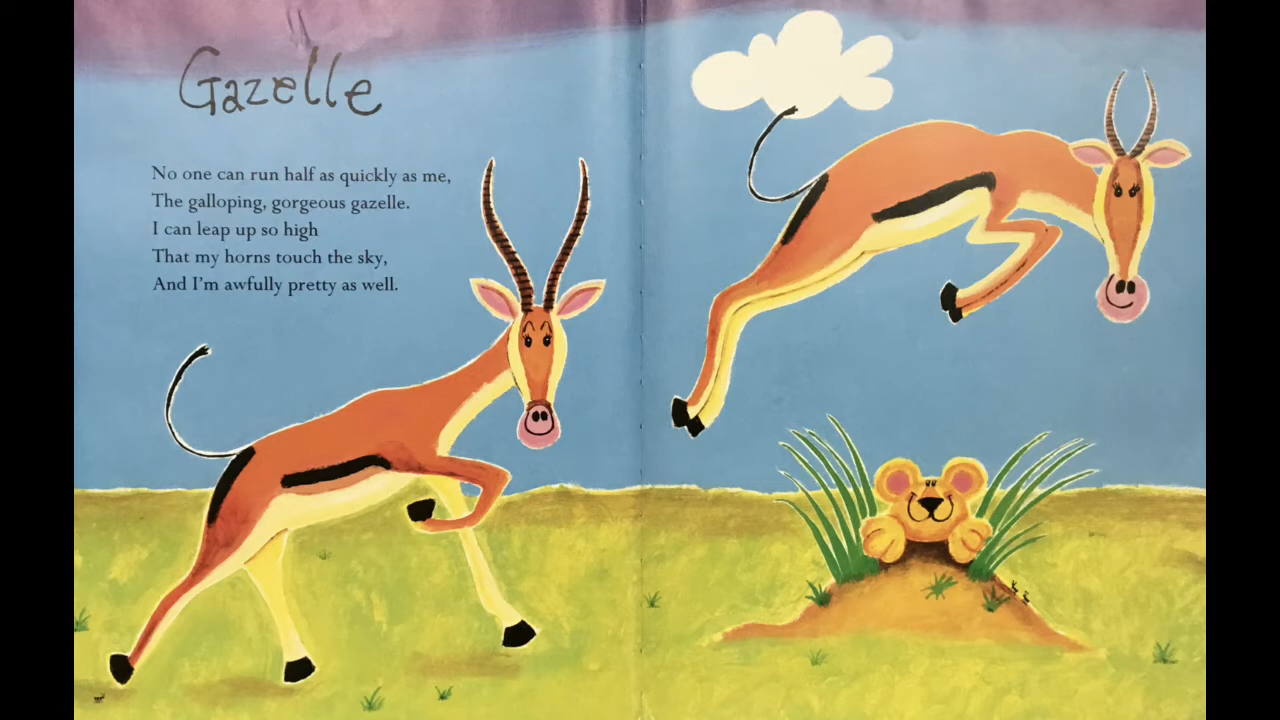 Gazelle
No one can run half as quickly as me,
The galloping, gorgeous gazelle.
I can leap up so high
That my horns touch the sky,
And I'm awfully pretty as well.